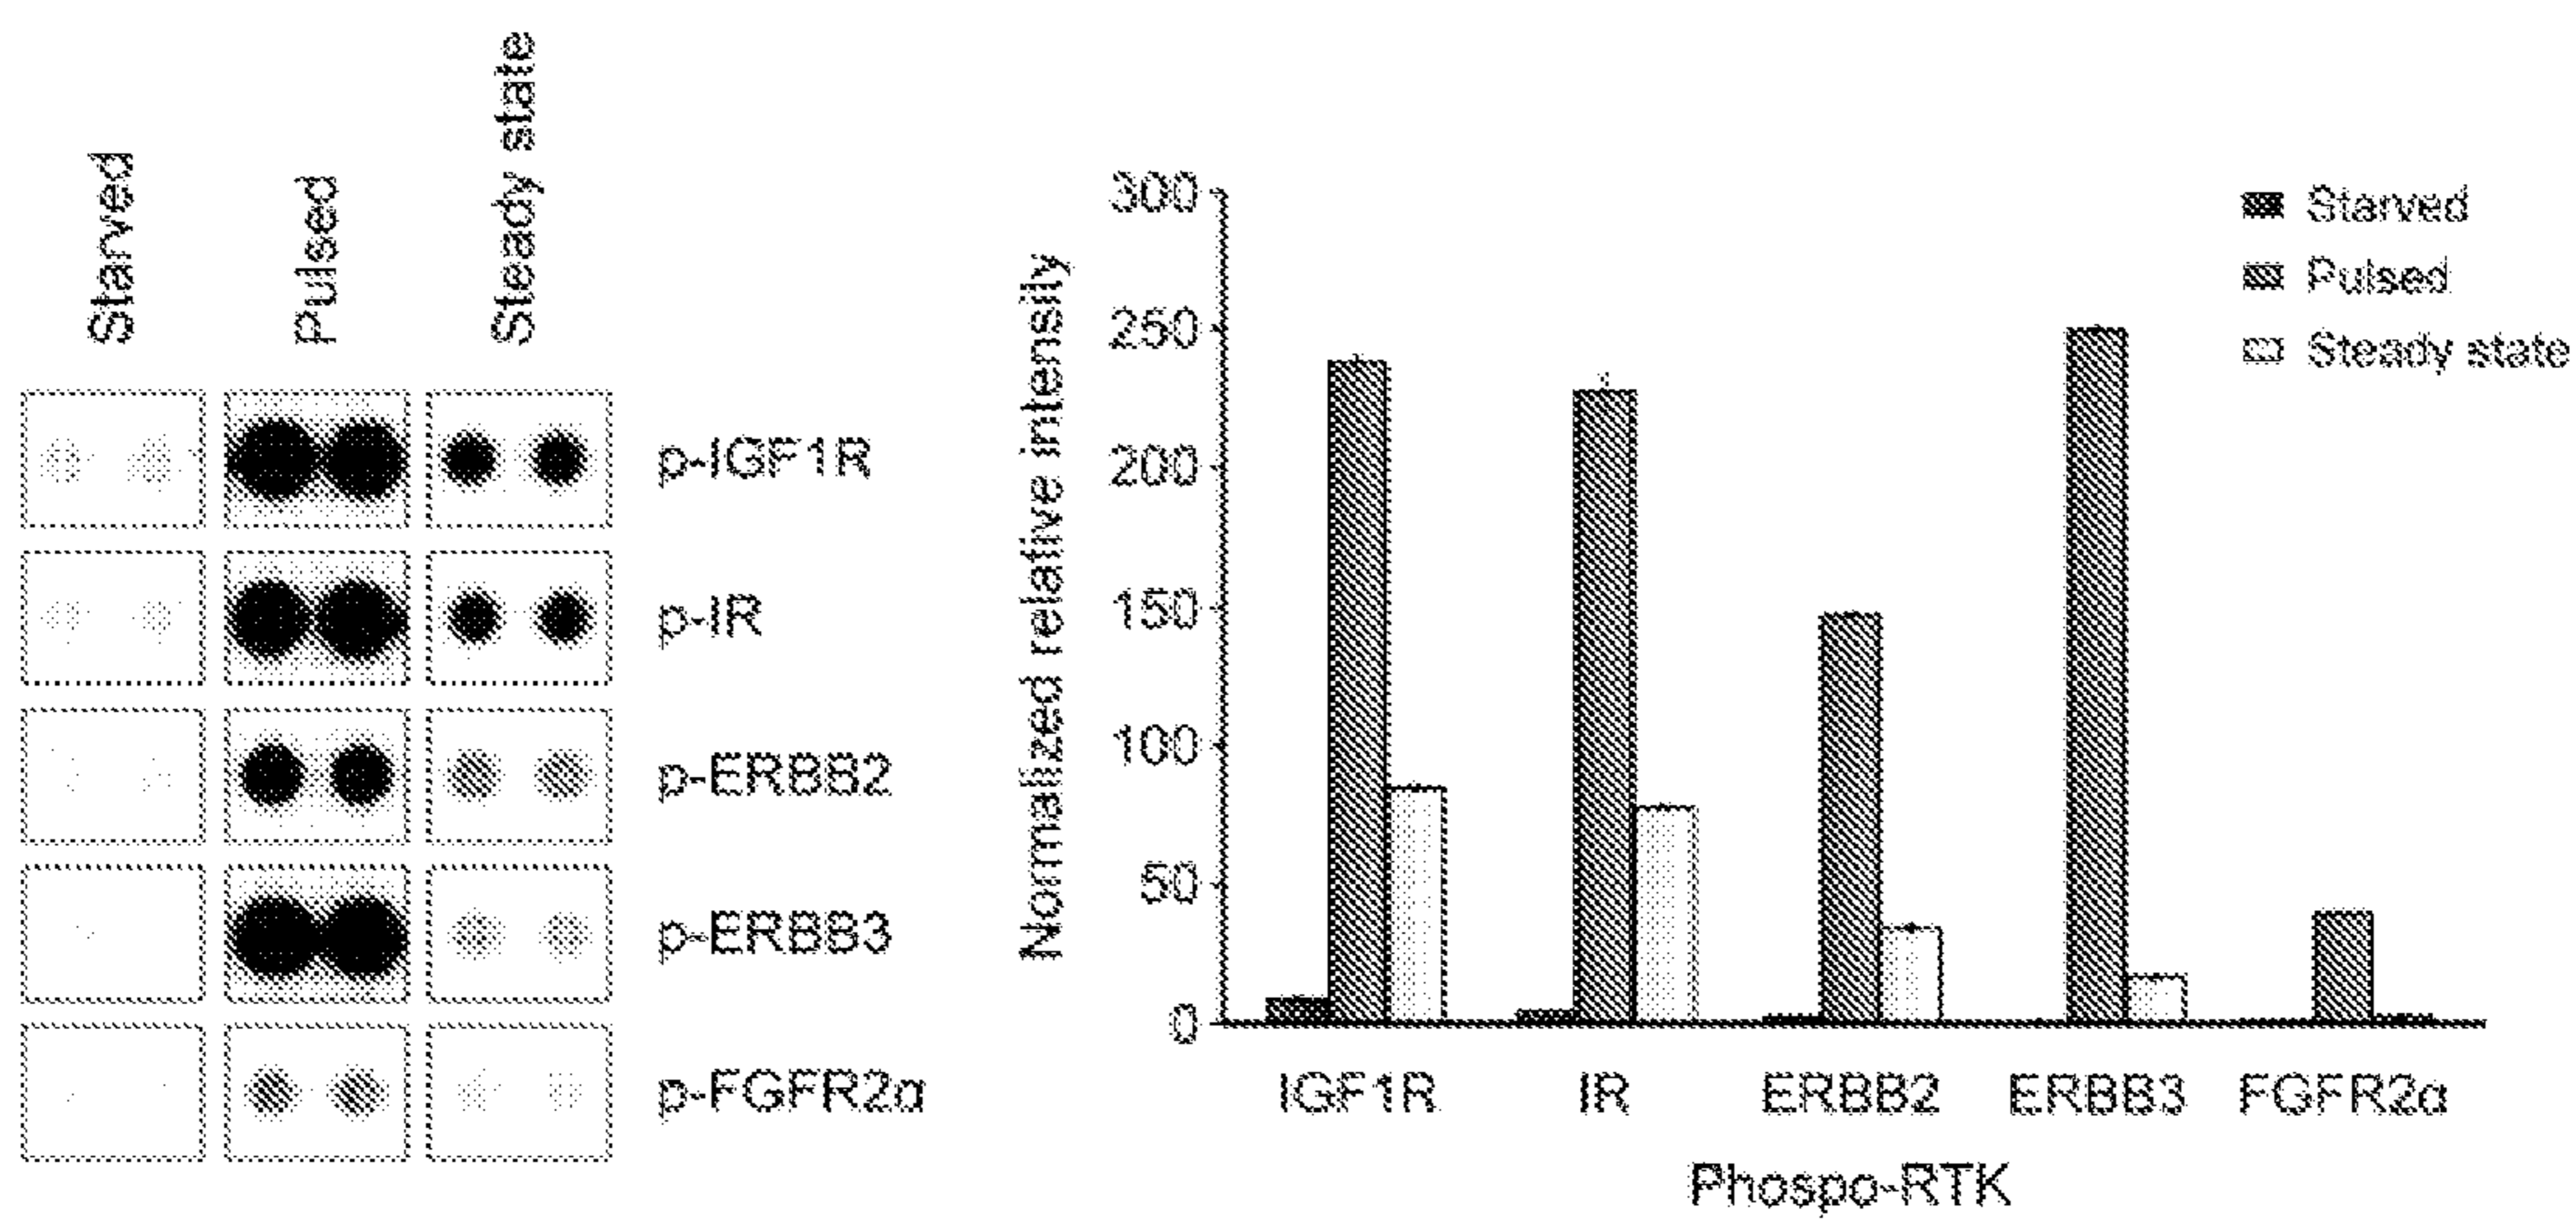 Starved
Pulsed
Steady state
p-IGF1R
p-IR
p-ERBB2
p-ERBB3
p-FGFR2α
Normalized relative intensity
300
250
200
150
100
50
0
IGF1R IR ERBB2 ERBB3 FGFR2α
Phospo-RTK
Starved
Pulsed
Steady state